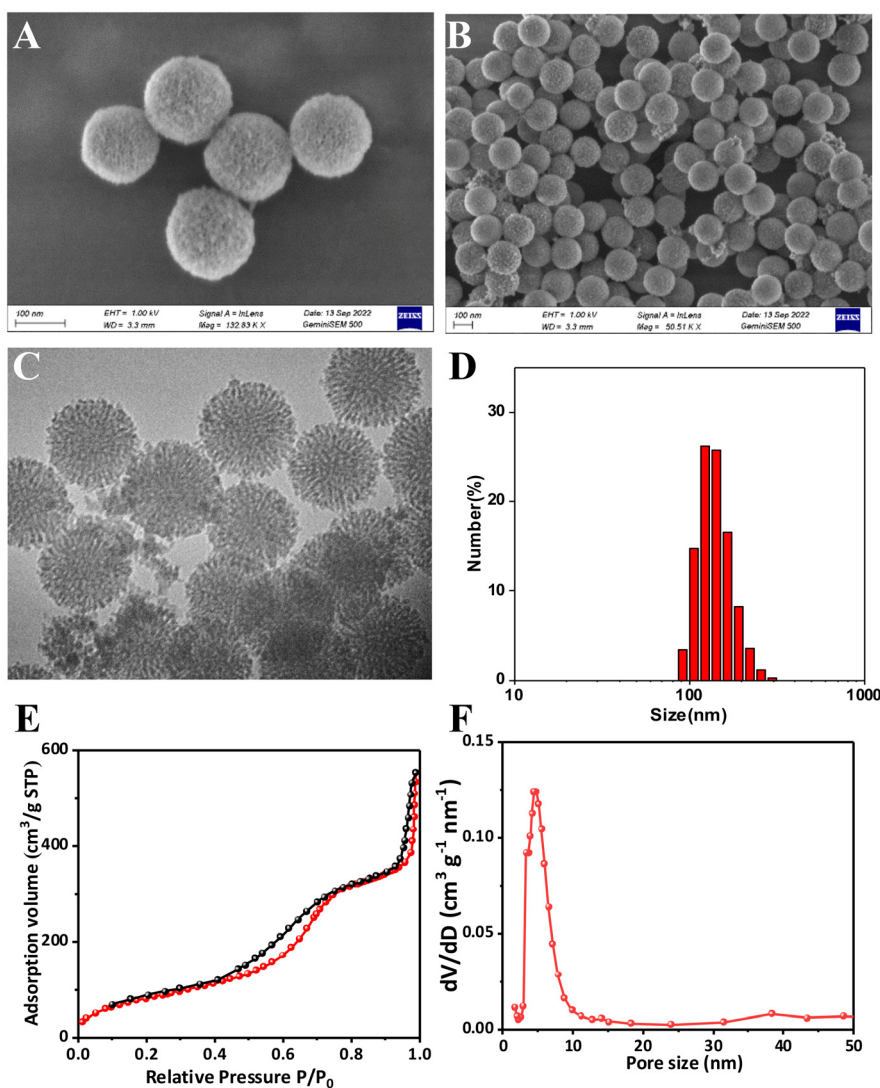 A
100 nm
EHT = 1.00 kV
WD = 3.3 mm
Signal A = InLens
Mag = 132.83 K X
Date: 13 Sep 2022
GeminiSEM 500
ZEISS
B
100 nm
EHT = 1.00 kV
WD = 3.3 mm
Signal A = InLens
Mag = 50.51 K X
Date: 13 Sep 2022
GeminiSEM 500
ZEISS
C
D
Number(%)
30
20
10
0
10
100
1000
Size(nm)
E
Adsorption volume (cm³/g STP)
600
400
200
0
0.0
0.2
0.4
0.6
0.8
1.0
Relative Pressure P/P₀
F
dV/dD (cm³ g⁻¹ nm⁻¹)
0.15
0.10
0.05
0.00
0
10
20
30
40
50
Pore size (nm)